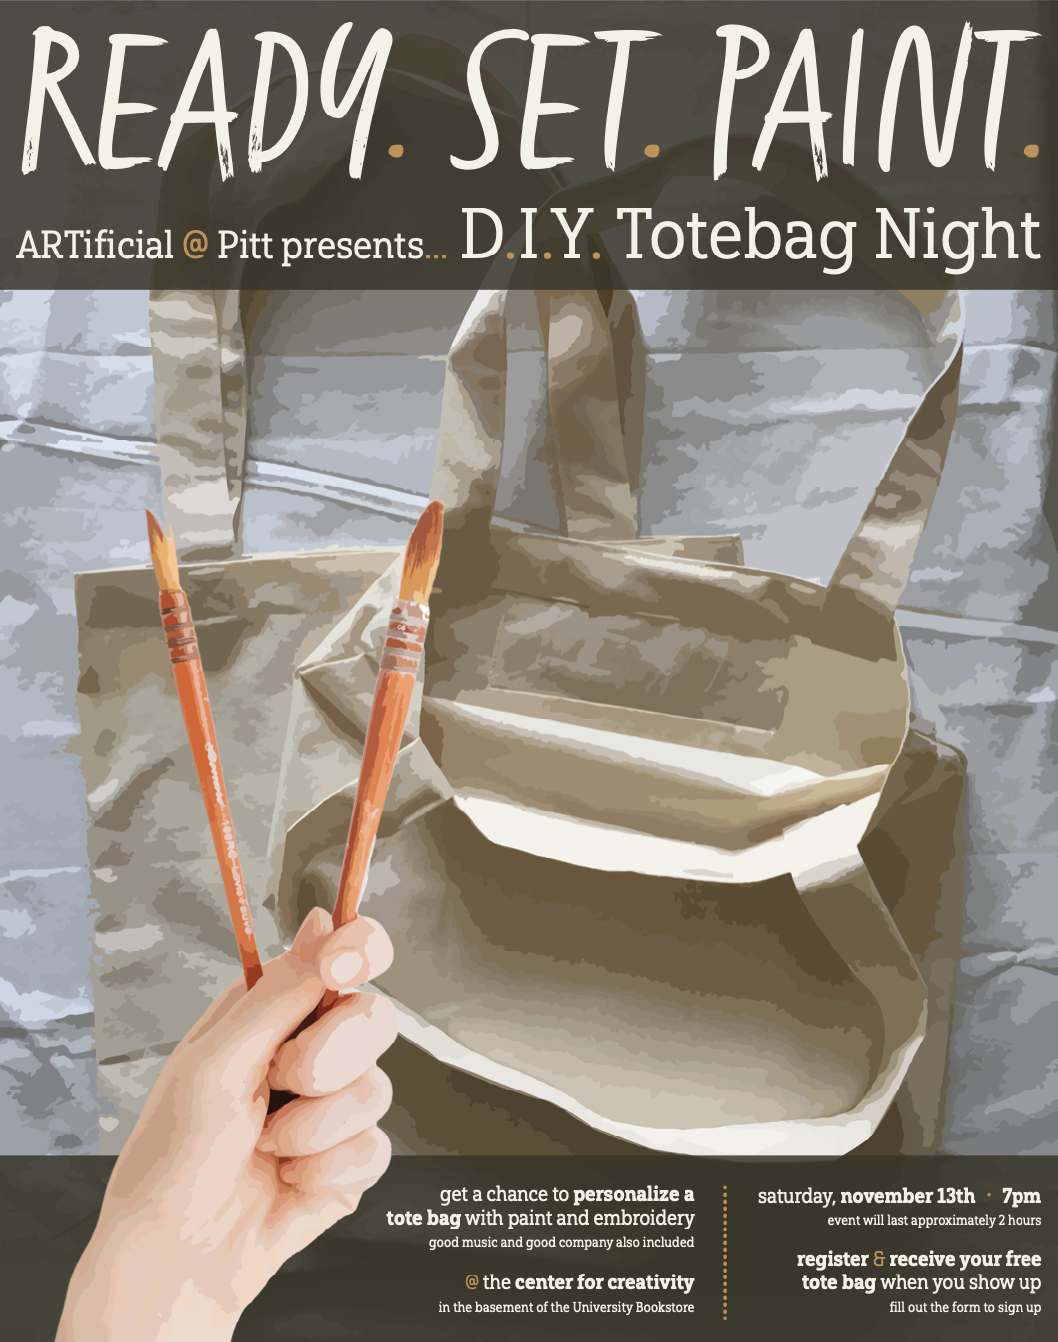 READY. SET. PAINT.
ARTificial @ Pitt presents... D.I.Y. Totebag Night
get a chance to personalize a
tote bag with paint and embroidery
good music and good company also included
@ the center for creativity
in the basement of the University Bookstore
saturday, november 13th · 7pm
event will last approximately 2 hours
register & receive your free
tote bag when you show up
fill out the form to sign up